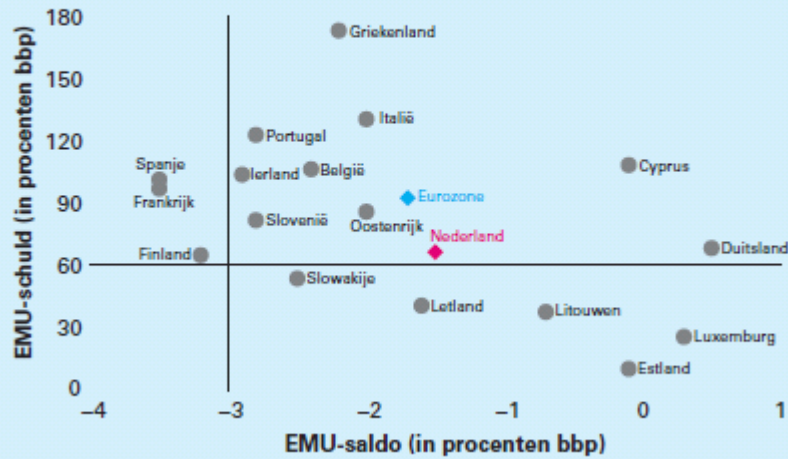 180
Griekenland
150
Italië
120
Portugal
Spanje
Ierland
België
Cyprus
Frankrijk
Eurozone
90
Slovenië
Oostenrijk
Nederland
Finland
Duitsland
60
Slowakije
Letland
Litouwen
30
Luxemburg
Estland
0
–4
–3
–2
–1
0
1
EMU-schuld (in procenten bbp)
EMU-saldo (in procenten bbp)